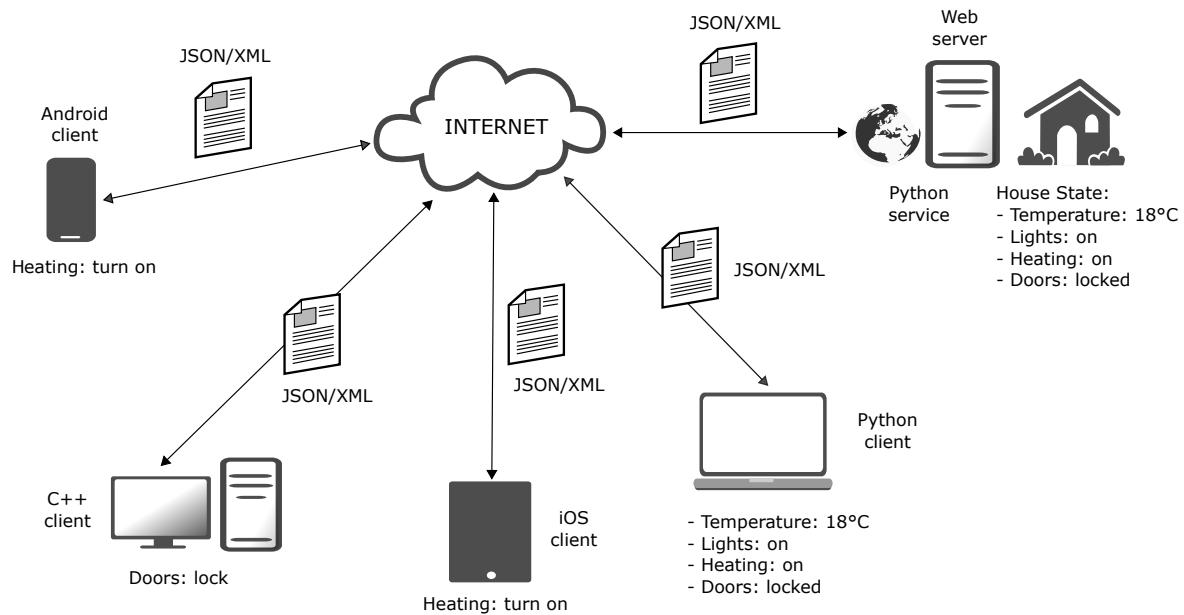 JSON/XML
Web
server
JSON/XML
Android
client
INTERNET
Python
service
House State:
- Temperature: 18°C
- Lights: on
- Heating: on
- Doors: locked
Heating: turn on
JSON/XML
JSON/XML
JSON/XML
Python
client
C++
client
iOS
client
- Temperature: 18°C
- Lights: on
- Heating: on
- Doors: locked
Doors: lock
Heating: turn on